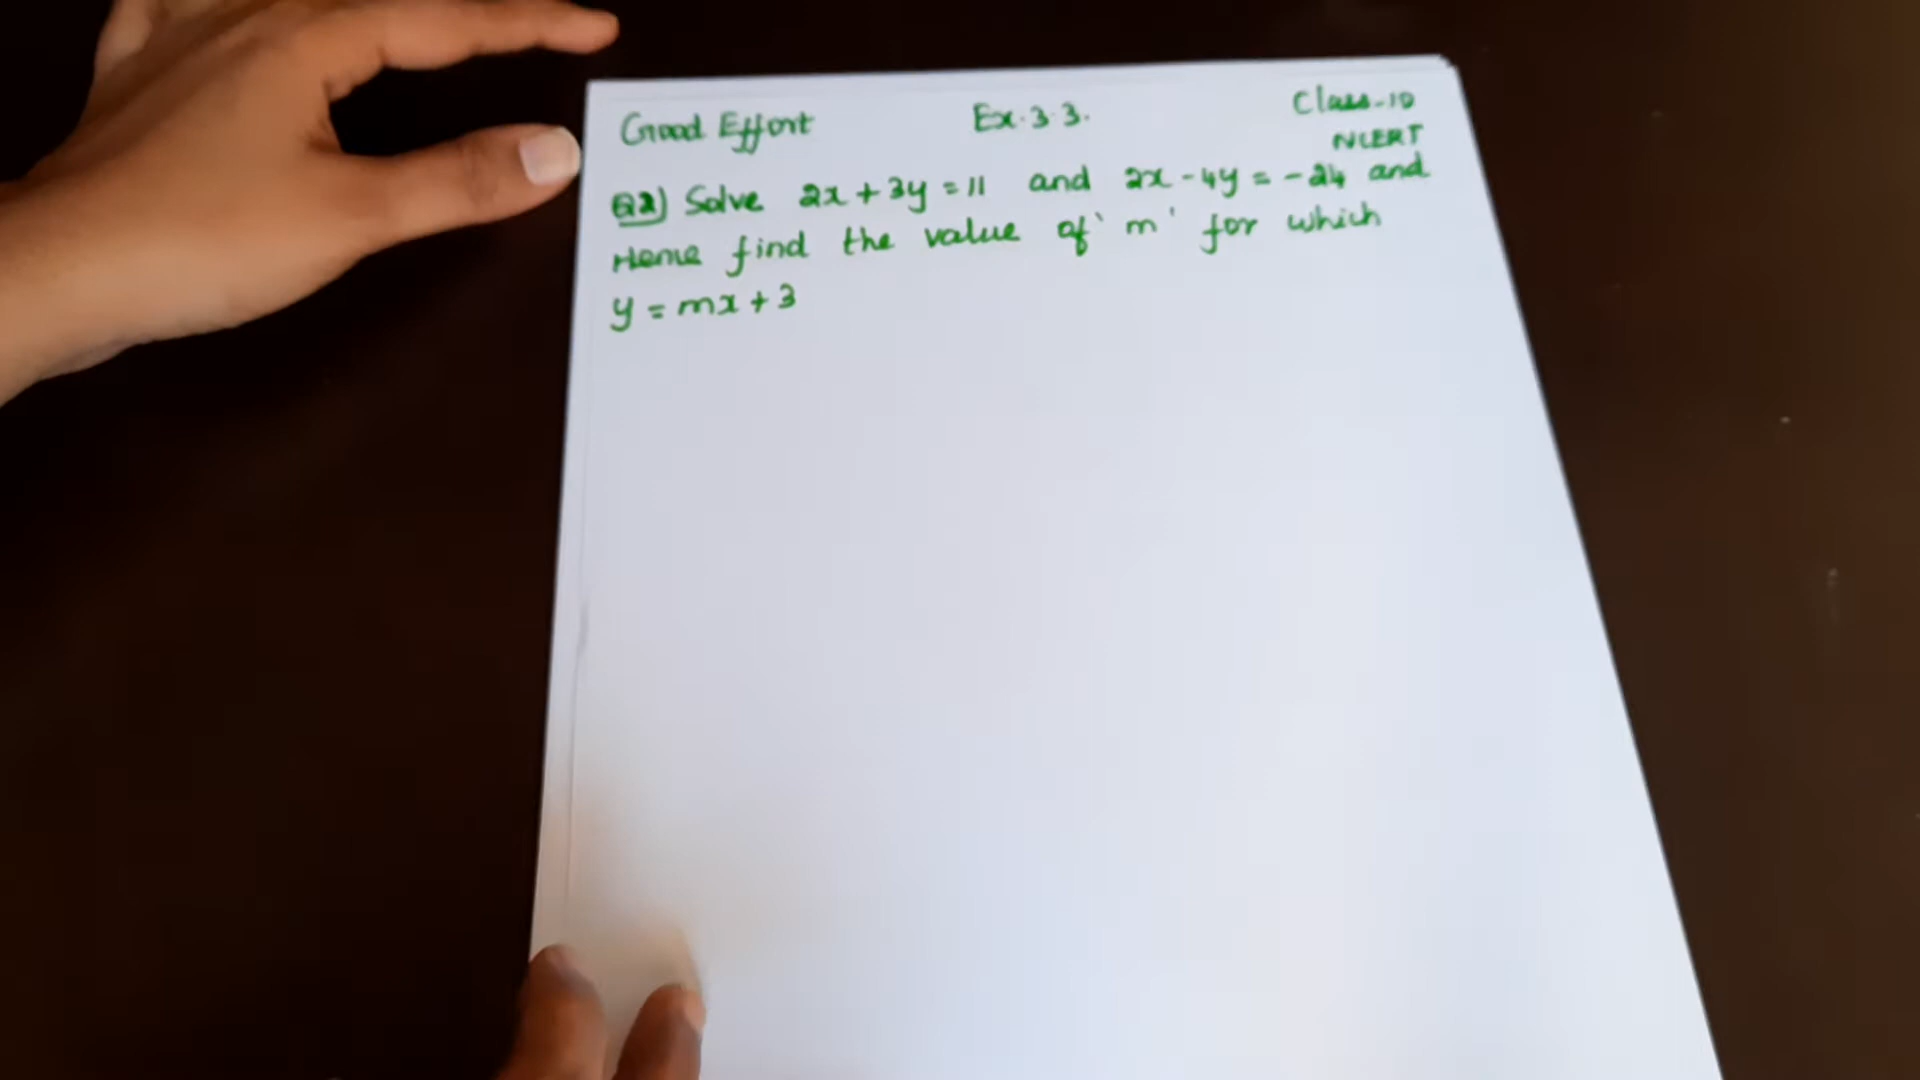 Good Effort Ex. 3.3. Class-10
NCERT
Q2) Solve 2x + 3y = 11 and 2x - 4y = -24 and
Hence find the value of 'm' for which
y = mx + 3